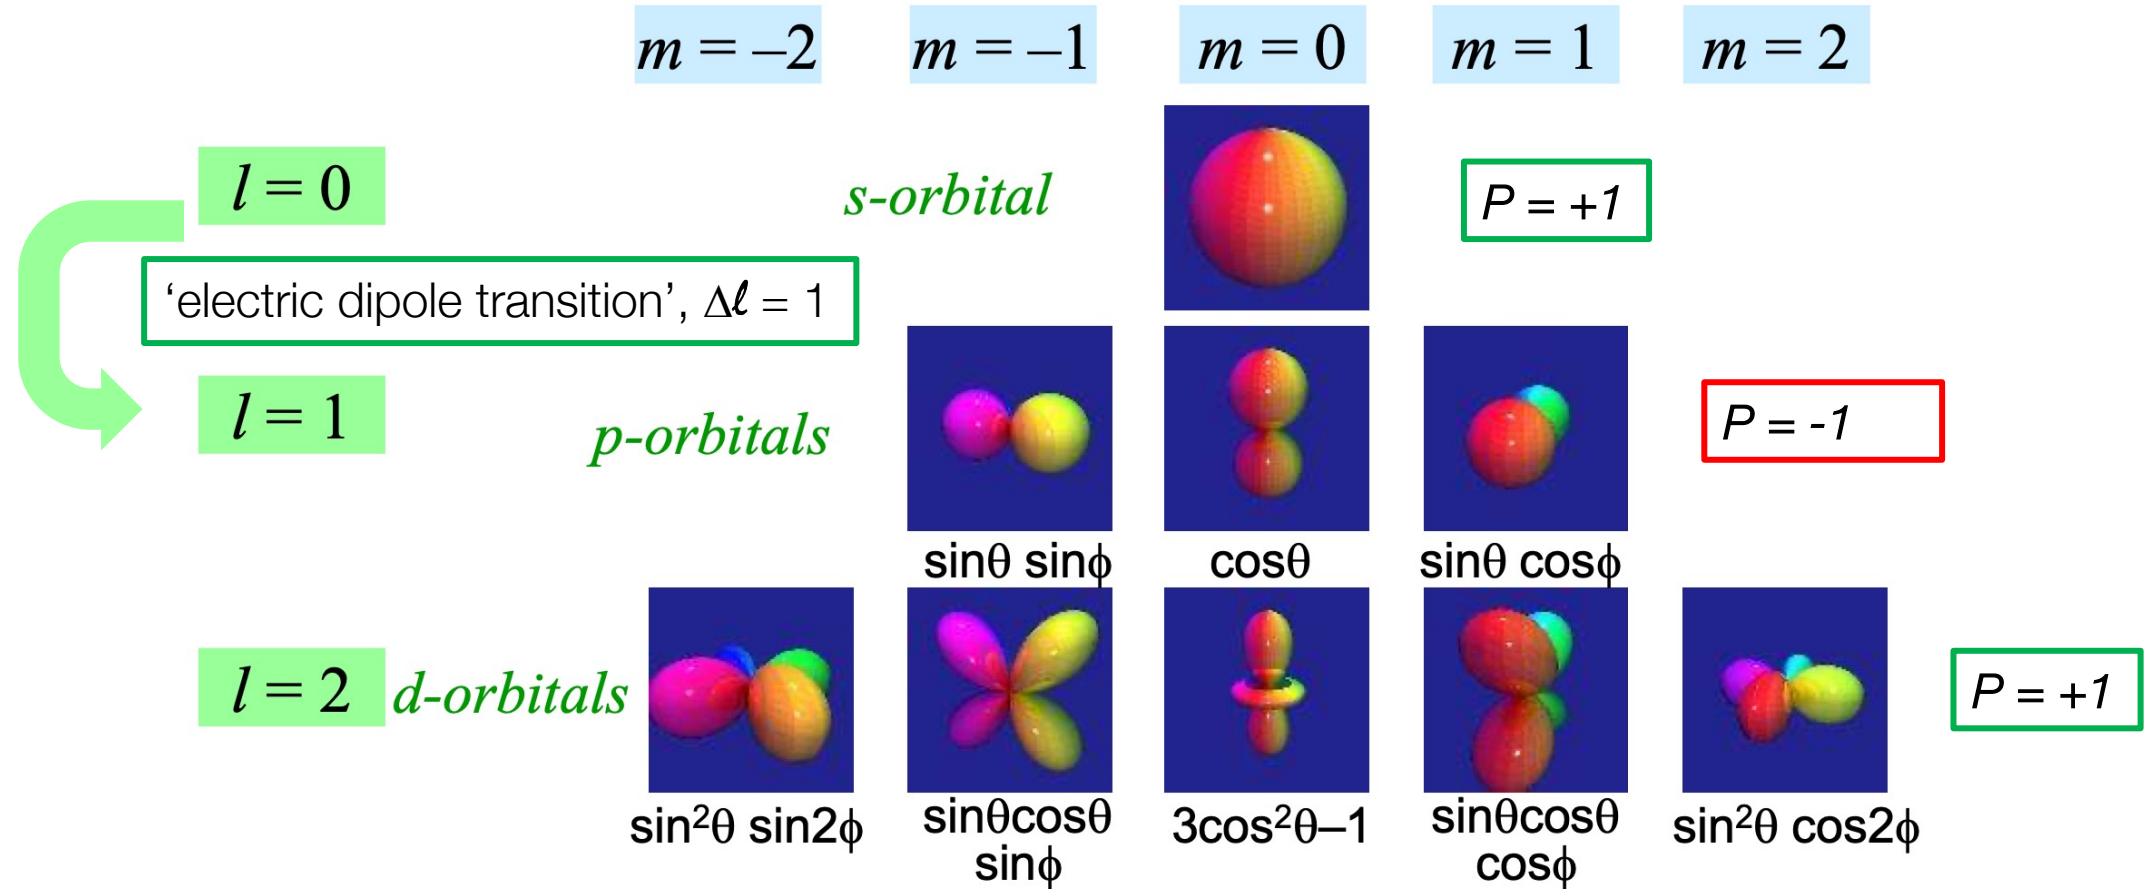 m = –2 m = –1 m = 0 m = 1 m = 2
l = 0 s-orbital P = +1
‘electric dipole transition’, Δℓ = 1
l = 1 p-orbitals P = -1
sinθ sinϕ cosθ sinθ cosϕ
l = 2 d-orbitals P = +1
sin²θ sin2ϕ sinθcosθ 3cos²θ–1 sinθcosθ sin²θ cos2ϕ
sinϕ cosϕ